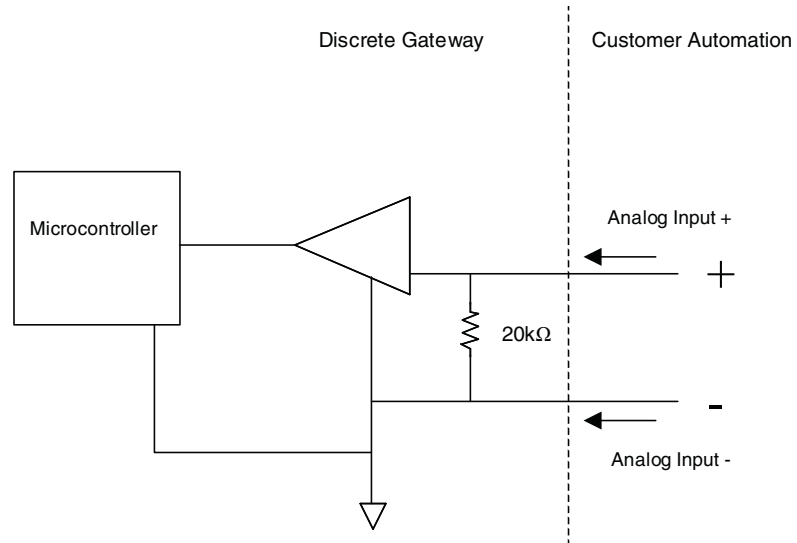 Discrete Gateway
Customer Automation
Microcontroller
Analog Input +
+
20kΩ
-
Analog Input -